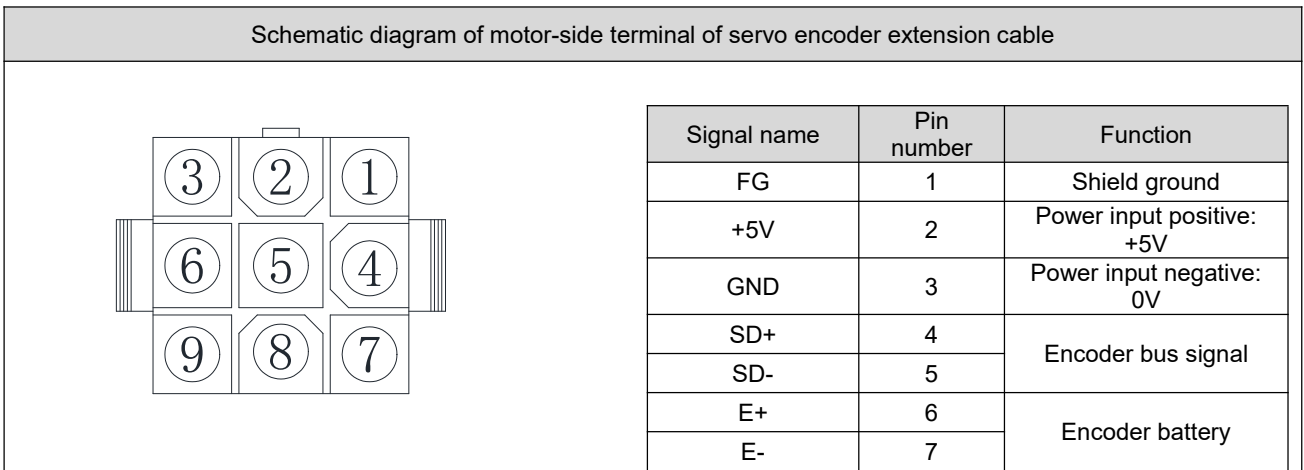 Schematic diagram of motor-side terminal of servo encoder extension cable
3 2 1
6 5 4
9 8 7
Signal name Pin number Function
FG 1 Shield ground
+5V 2 Power input positive: +5V
GND 3 Power input negative: 0V
SD+ 4 Encoder bus signal
SD- 5
E+ 6 Encoder battery
E- 7